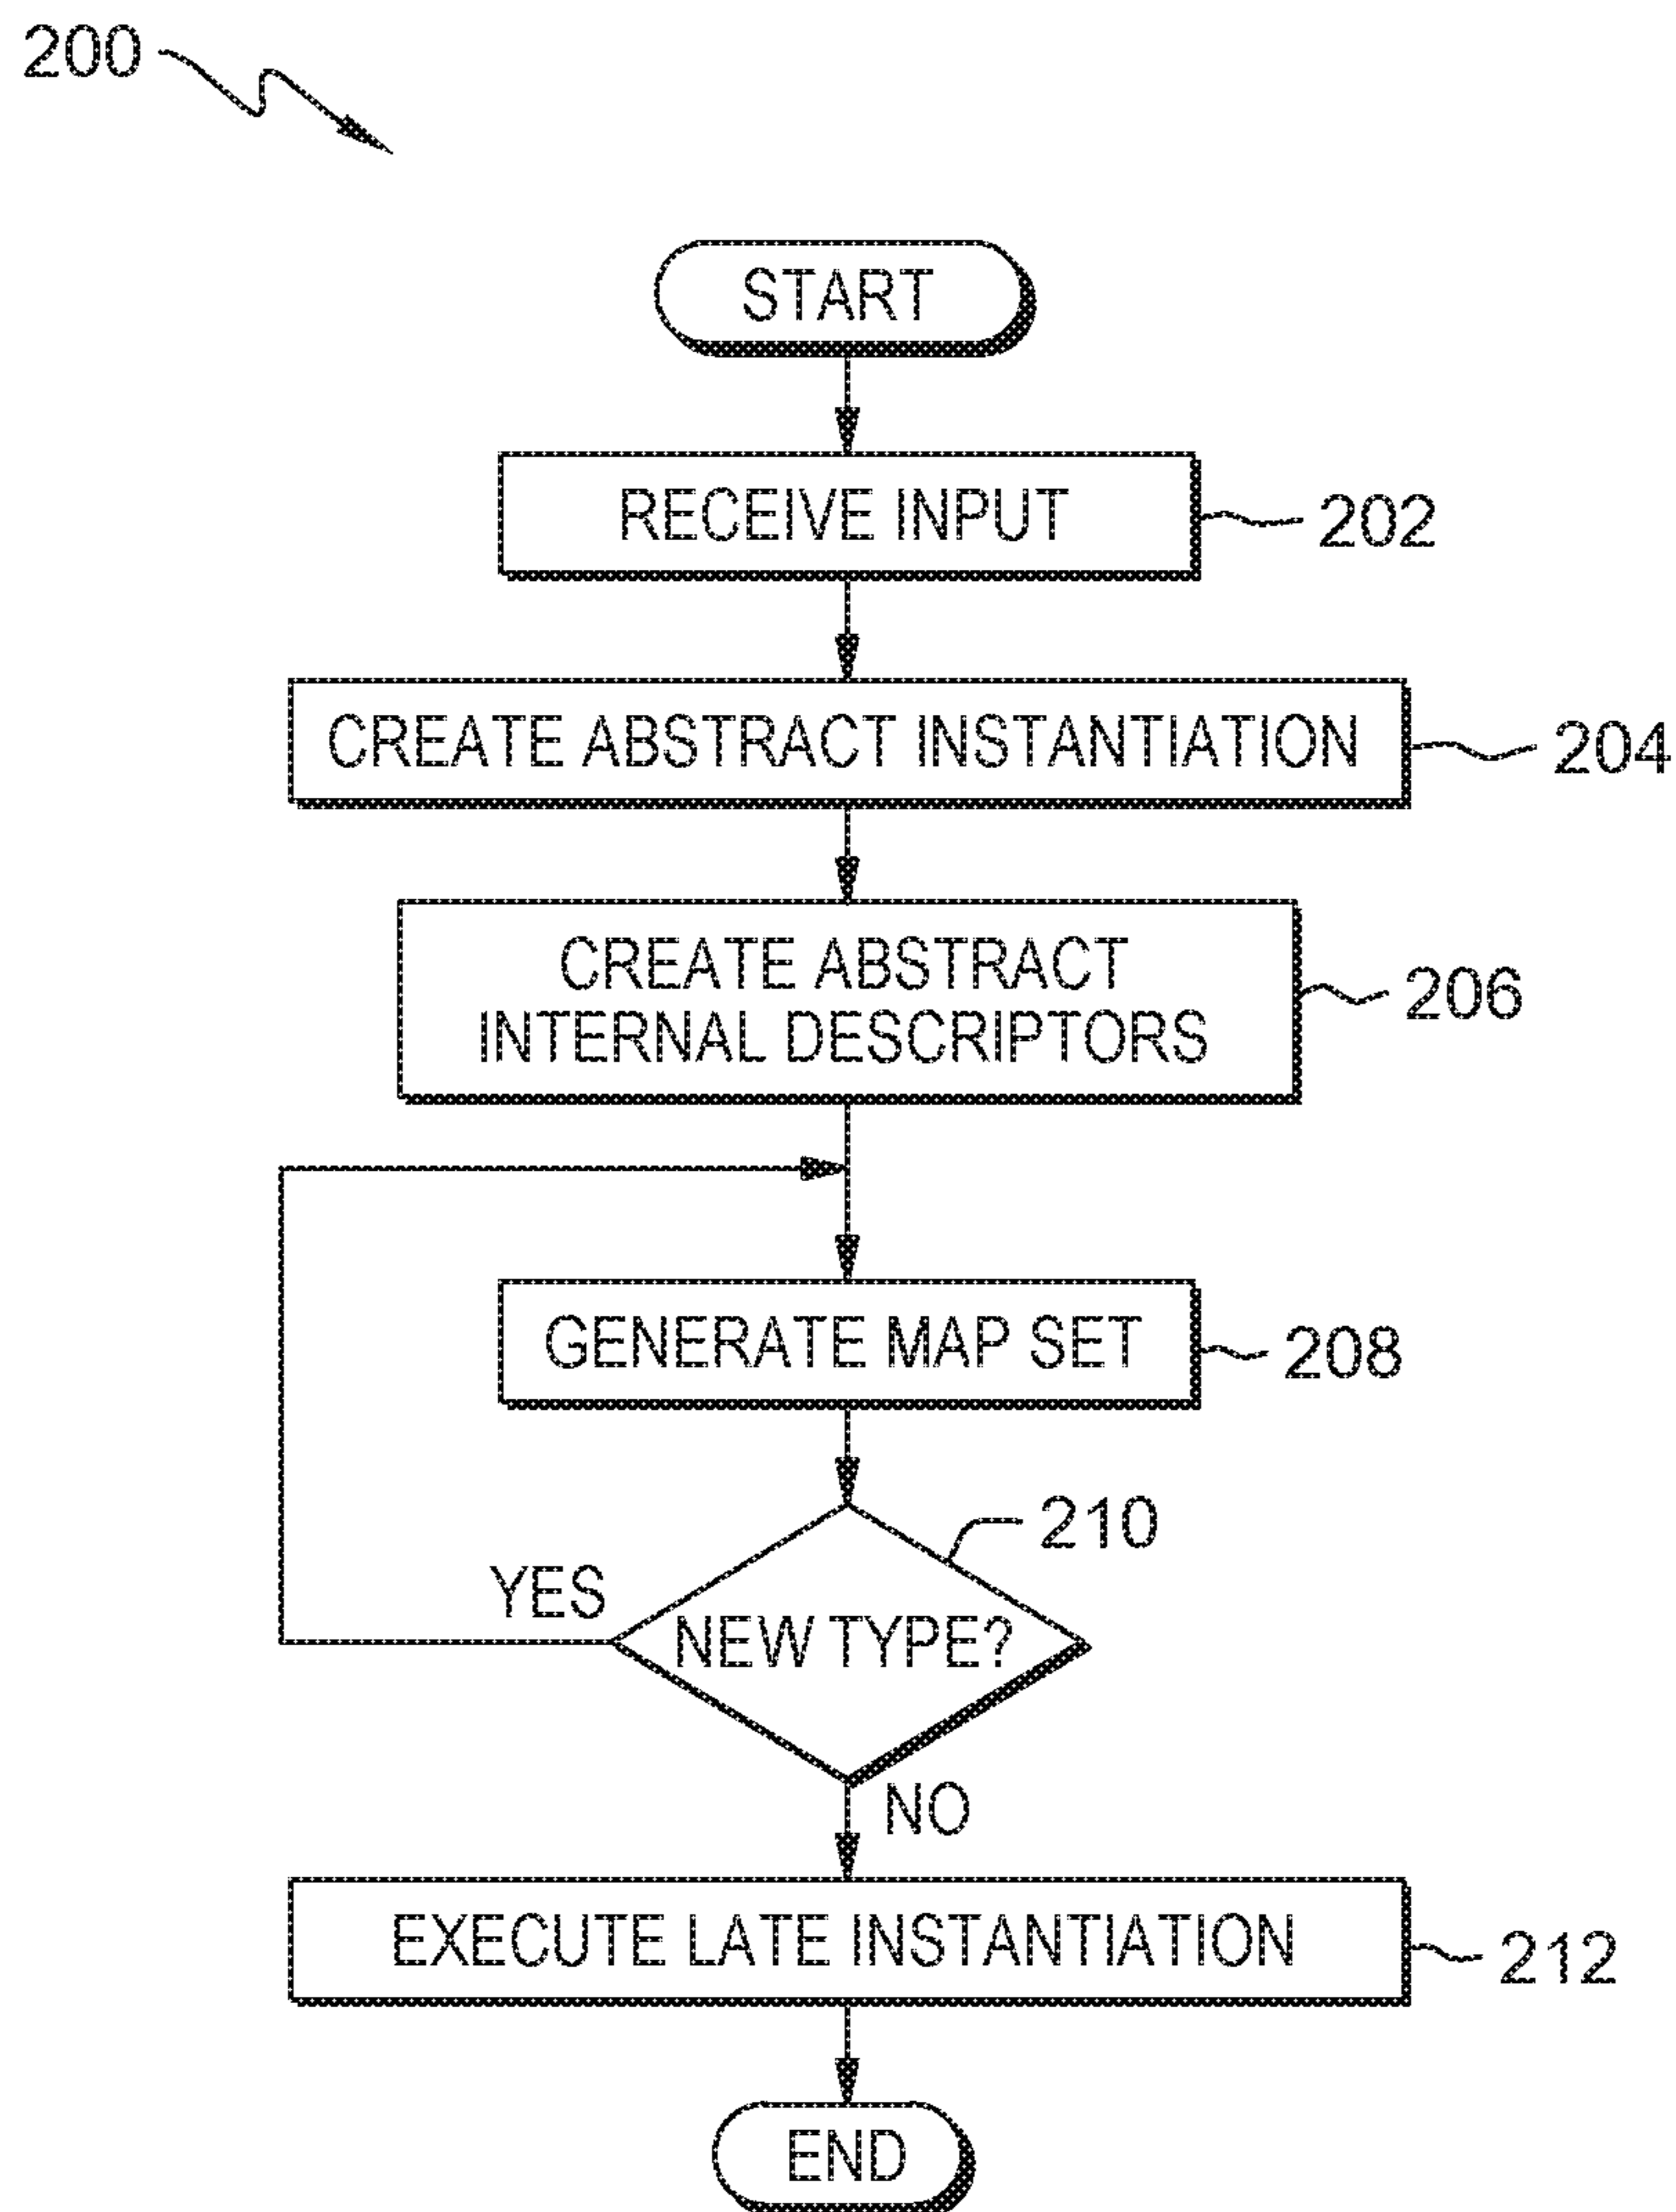 200
START
RECEIVE INPUT
202
CREATE ABSTRACT INSTANTIATION
204
CREATE ABSTRACT
INTERNAL DESCRIPTORS
206
GENERATE MAP SET
208
210
YES
NEW TYPE?
NO
EXECUTE LATE INSTANTIATION
212
END